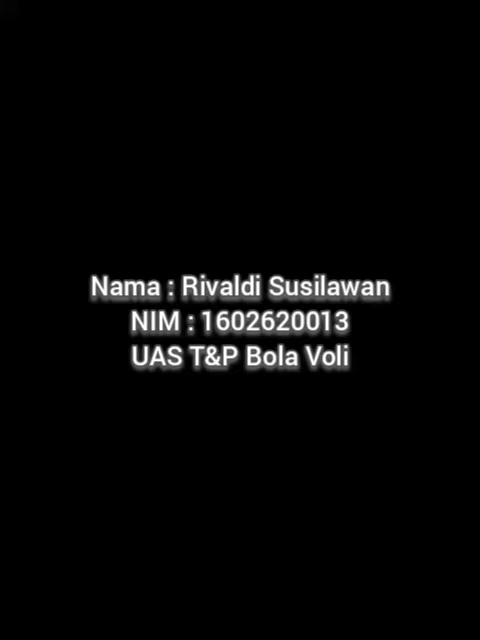 Nama : Rivaldi Susilawan
NIM : 1602620013
UAS T&P Bola Voli